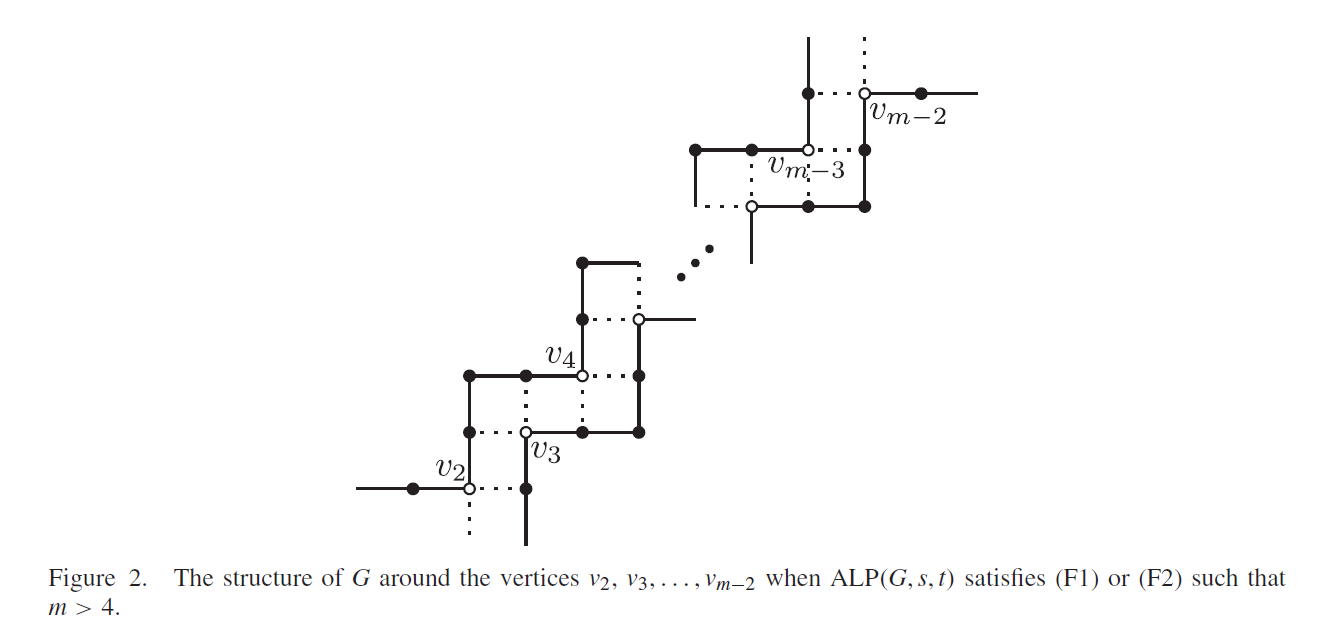 v_{m−2}
v_{m−3}
v_4
v_3
v_2
Figure 2. The structure of G around the vertices v_2, v_3, . . . , v_{m−2} when ALP(G, s, t) satisfies (F1) or (F2) such that
m > 4.